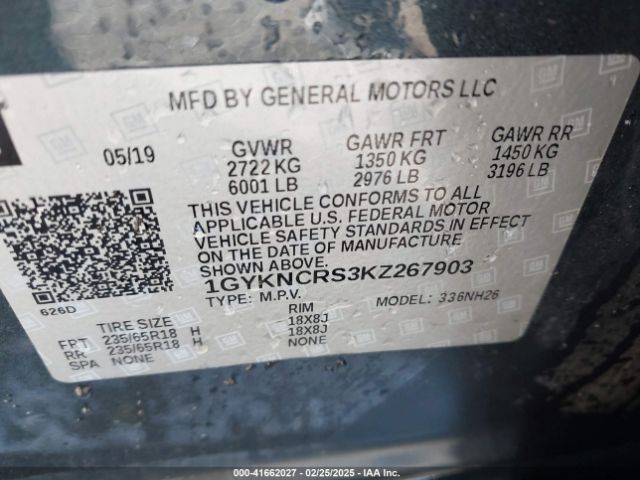 MFD BY GENERAL MOTORS LLC
05/19
GVWR
2722 KG
6001 LB
GAWR FRT
1350 KG
2976 LB
GAWR RR
1450 KG
3196 LB
THIS VEHICLE CONFORMS TO ALL
APPLICABLE U.S. FEDERAL MOTOR
VEHICLE SAFETY STANDARDS IN EFFECT
ON THE DATE OF MANUFACTURE
SHOWN ABOVE.
1GYKNCRS3KZ267903
626D
TYPE: M.P.V.
MODEL: 336NH26
TIRE SIZE RIM
FPT 235/65R18 H 18X8J
RR 235/65R18 H 18X8J
SPA NONE NONE
000-41662027 - 02/25/2025 - IAA Inc.